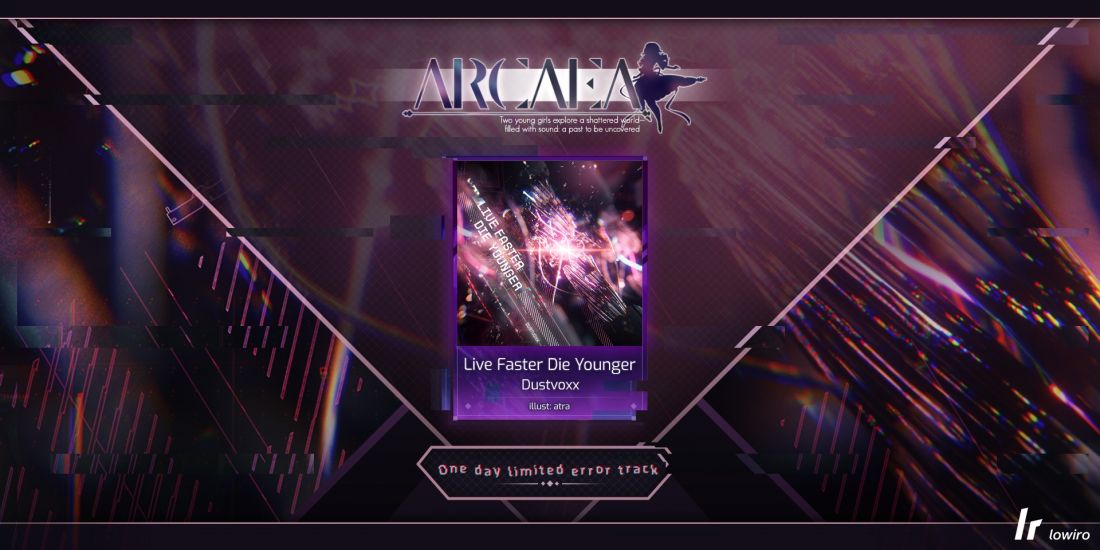 ARCAEA
Two young girls explore a shattered world
filled with sound: a past to be uncovered
LIVE FASTER
DIE YOUNGER
Live Faster Die Younger
Dustvoxx
illust: atra
One day limited error track
lr lowiro